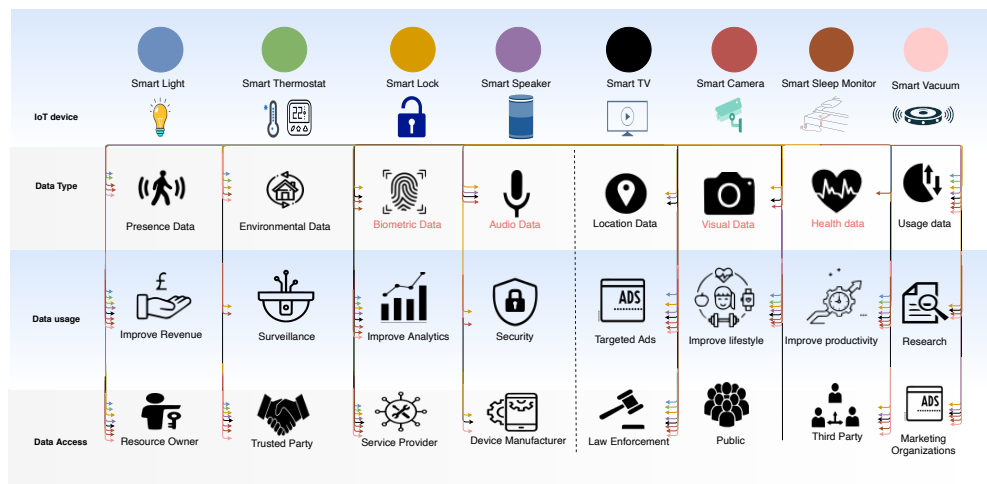 Smart Light
Smart Thermostat
Smart Lock
Smart Speaker
Smart TV
Smart Camera
Smart Sleep Monitor
Smart Vacuum
IoT device
22°
Data Type
Presence Data
Environmental Data
Biometric Data
Audio Data
Location Data
Visual Data
Health data
Usage data
£
ADS
Data usage
Improve Revenue
Surveillance
Improve Analytics
Security
Targeted Ads
Improve lifestyle
Improve productivity
Research
ADS
Data Access
Resource Owner
Trusted Party
Service Provider
Device Manufacturer
Law Enforcement
Public
Third Party
Marketing
Organizations